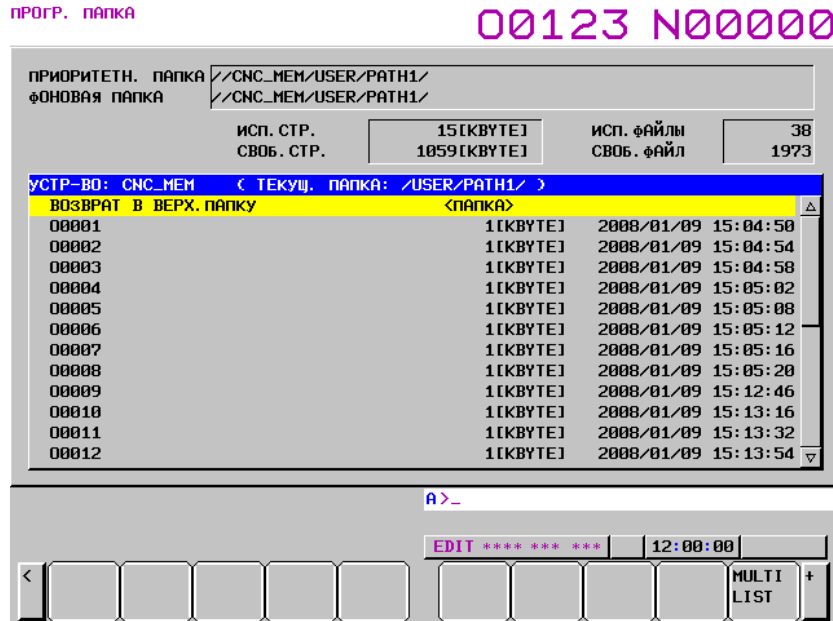 ПРОГР. ПАПКА
O0123 N00000
ПРИОРИТЕТН. ПАПКА //CNC_MEM/USER/PATH1/
ФОНОВАЯ ПАПКА //CNC_MEM/USER/PATH1/
ИСП.СТР. 15[KBYTE] ИСП.ФАЙЛЫ 38
СВОБ.СТР. 1059[KBYTE] СВОБ.ФАЙЛ 1973
УСТР-ВО: CNC_MEM ( ТЕКУЩ. ПАПКА: /USER/PATH1/ )
ВОЗВРАТ В ВЕРХ.ПАПКУ <ПАПКА>
O0001 1[KBYTE] 2008/01/09 15:04:50
O0002 1[KBYTE] 2008/01/09 15:04:54
O0003 1[KBYTE] 2008/01/09 15:04:58
O0004 1[KBYTE] 2008/01/09 15:05:02
O0005 1[KBYTE] 2008/01/09 15:05:08
O0006 1[KBYTE] 2008/01/09 15:05:12
O0007 1[KBYTE] 2008/01/09 15:05:16
O0008 1[KBYTE] 2008/01/09 15:05:20
O0009 1[KBYTE] 2008/01/09 15:12:46
O0010 1[KBYTE] 2008/01/09 15:13:16
O0011 1[KBYTE] 2008/01/09 15:13:32
O0012 1[KBYTE] 2008/01/09 15:13:54
A>_
EDIT **** *** *** 12:00:00
< MULTI +
LIST